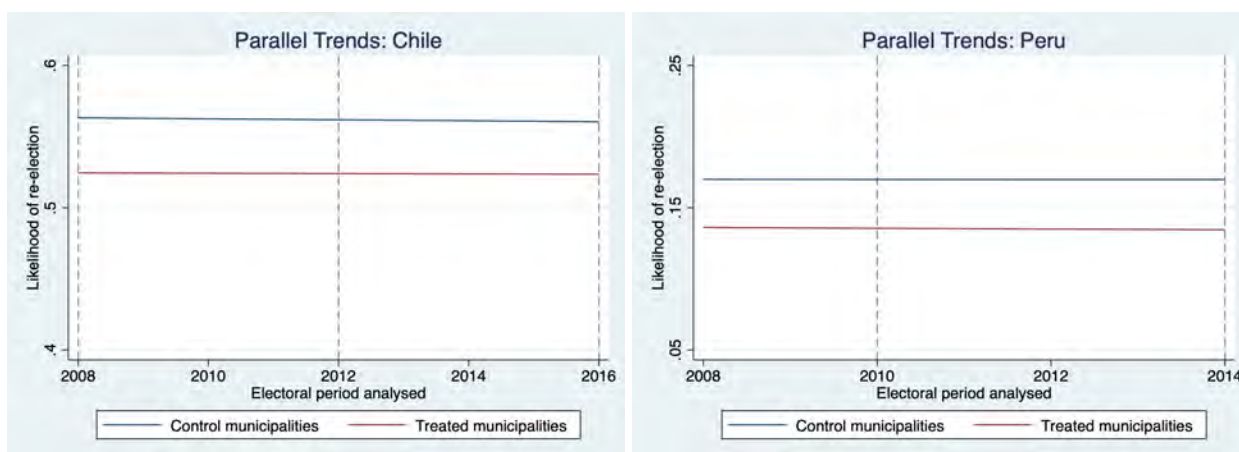 Parallel Trends: Chile
Likelihood of re-election
.6
.5
.4
2008 2010 2012 2014 2016
Electoral period analysed
Control municipalities Treated municipalities
Parallel Trends: Peru
Likelihood of re-election
.25
.15
.05
2008 2010 2012 2014
Electoral period analysed
Control municipalities Treated municipalities